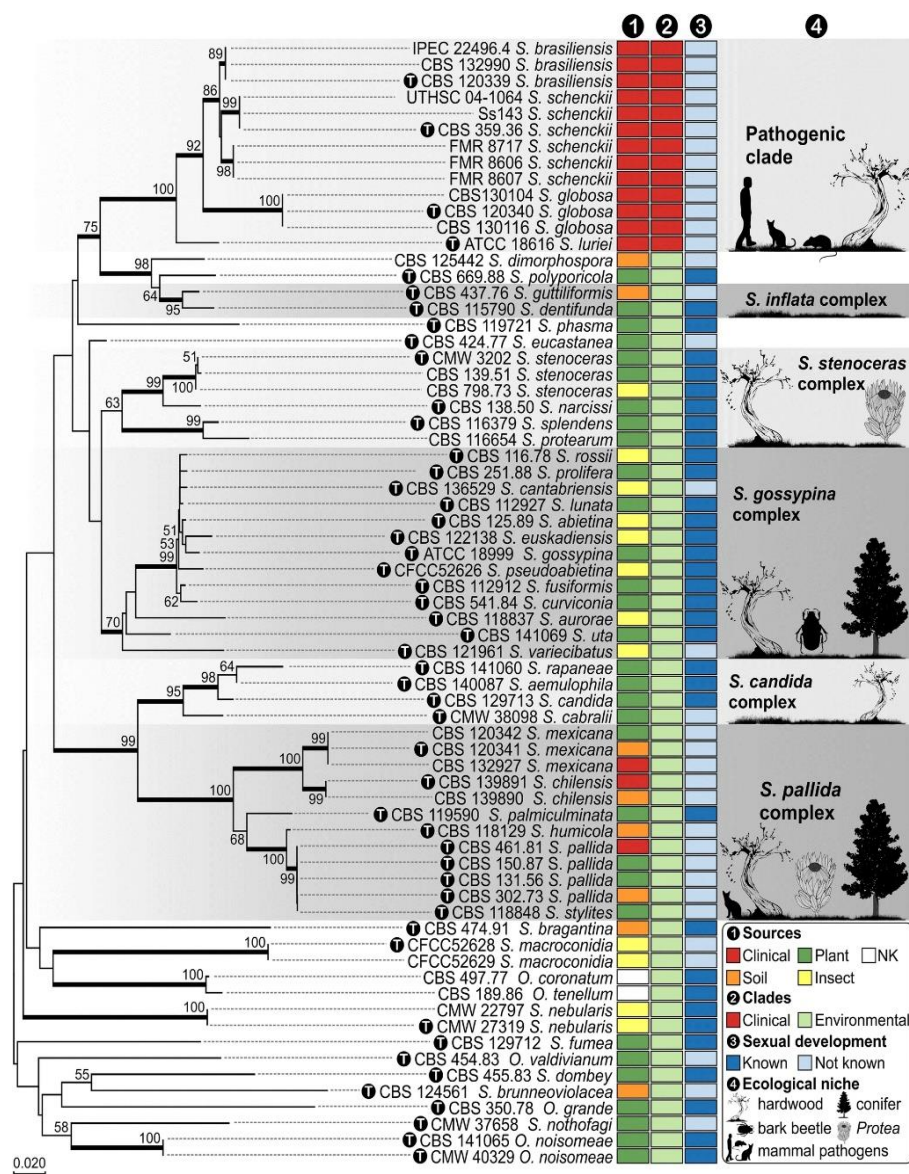 1 2 3 4
IPEC 22496.4 S. brasiliensis
CBS 132990 S. brasiliensis
T CBS 120339 S. brasiliensis
UTHSC 04-1064 S. schenckii
Ss143 S. schenckii
T CBS 359.36 S. schenckii
FMR 8717 S. schenckii
FMR 8606 S. schenckii
FMR 8607 S. schenckii
CBS130104 S. globosa
T CBS 120340 S. globosa
CBS 130116 S. globosa
T ATCC 18616 S. luriei
CBS 125442 S. dimorphospora
T CBS 669.88 S. polyporicola
T CBS 437.76 S. guttiliformis
T CBS 115790 S. dentifunda
T CBS 119721 S. phasma
CBS 424.77 S. eucastanea
T CMW 3202 S. stenoceras
CBS 139.51 S. stenoceras
CBS 798.73 S. stenoceras
T CBS 138.50 S. narcissi
T CBS 116379 S. splendens
CBS 116654 S. protearum
T CBS 116.78 S. rossii
T CBS 251.88 S. prolifera
T CBS 136529 S. cantabriensis
T CBS 112927 S. lunata
T CBS 125.89 S. abietina
T CBS 122138 S. euskadiensis
T ATCC 18999 S. gossypina
T CFCC52626 S. pseudoabietina
T CBS 112912 S. fusiformis
T CBS 541.84 S. curviconia
T CBS 118837 S. aurorae
T CBS 141069 S. uta
T CBS 121961 S. variecibatus
T CBS 141060 S. rapaneae
T CBS 140087 S. aemulophila
T CBS 129713 S. candida
T CMW 38098 S. cabralii
CBS 120342 S. mexicana
T CBS 120341 S. mexicana
CBS 132927 S. mexicana
T CBS 139891 S. chilensis
CBS 139890 S. chilensis
T CBS 119590 S. palmiculminata
T CBS 118129 S. humicola
T CBS 461.81 S. pallida
T CBS 150.87 S. pallida
T CBS 131.56 S. pallida
T CBS 302.73 S. pallida
T CBS 118848 S. stylites
T CBS 474.91 S. bragantina
T CFCC52628 S. macroconidia
CFCC52629 S. macroconidia
CBS 497.77 O. coronatum
CBS 189.86 O. tenellum
CMW 22797 S. nebularis
T CMW 27319 S. nebularis
T CBS 129712 S. fumea
T CBS 454.83 O. valdivianum
T CBS 455.83 S. dombey
T CBS 124561 S. brunneoviolacea
T CBS 350.78 O. grande
T CMW 37658 S. nothofagi
T CBS 141065 O. noisomeae
T CMW 40329 O. noisomeae
89
86
99
92
98
100
100
75
98
64
95
51
99
100
63
99
51
53
99
62
70
64
98
95
99
99
100
100
99
68
100
99
100
100
100
55
58
100
0.020
Pathogenic
clade
S. inflata complex
S. stenoceras
complex
S. gossypina
complex
S. candida
complex
S. pallida
complex
1 Sources
Clinical Plant NK
Soil Insect
2 Clades
Clinical Environmental
3 Sexual development
Known Not known
4 Ecological niche
hardwood conifer
bark beetle Protea
mammal pathogens